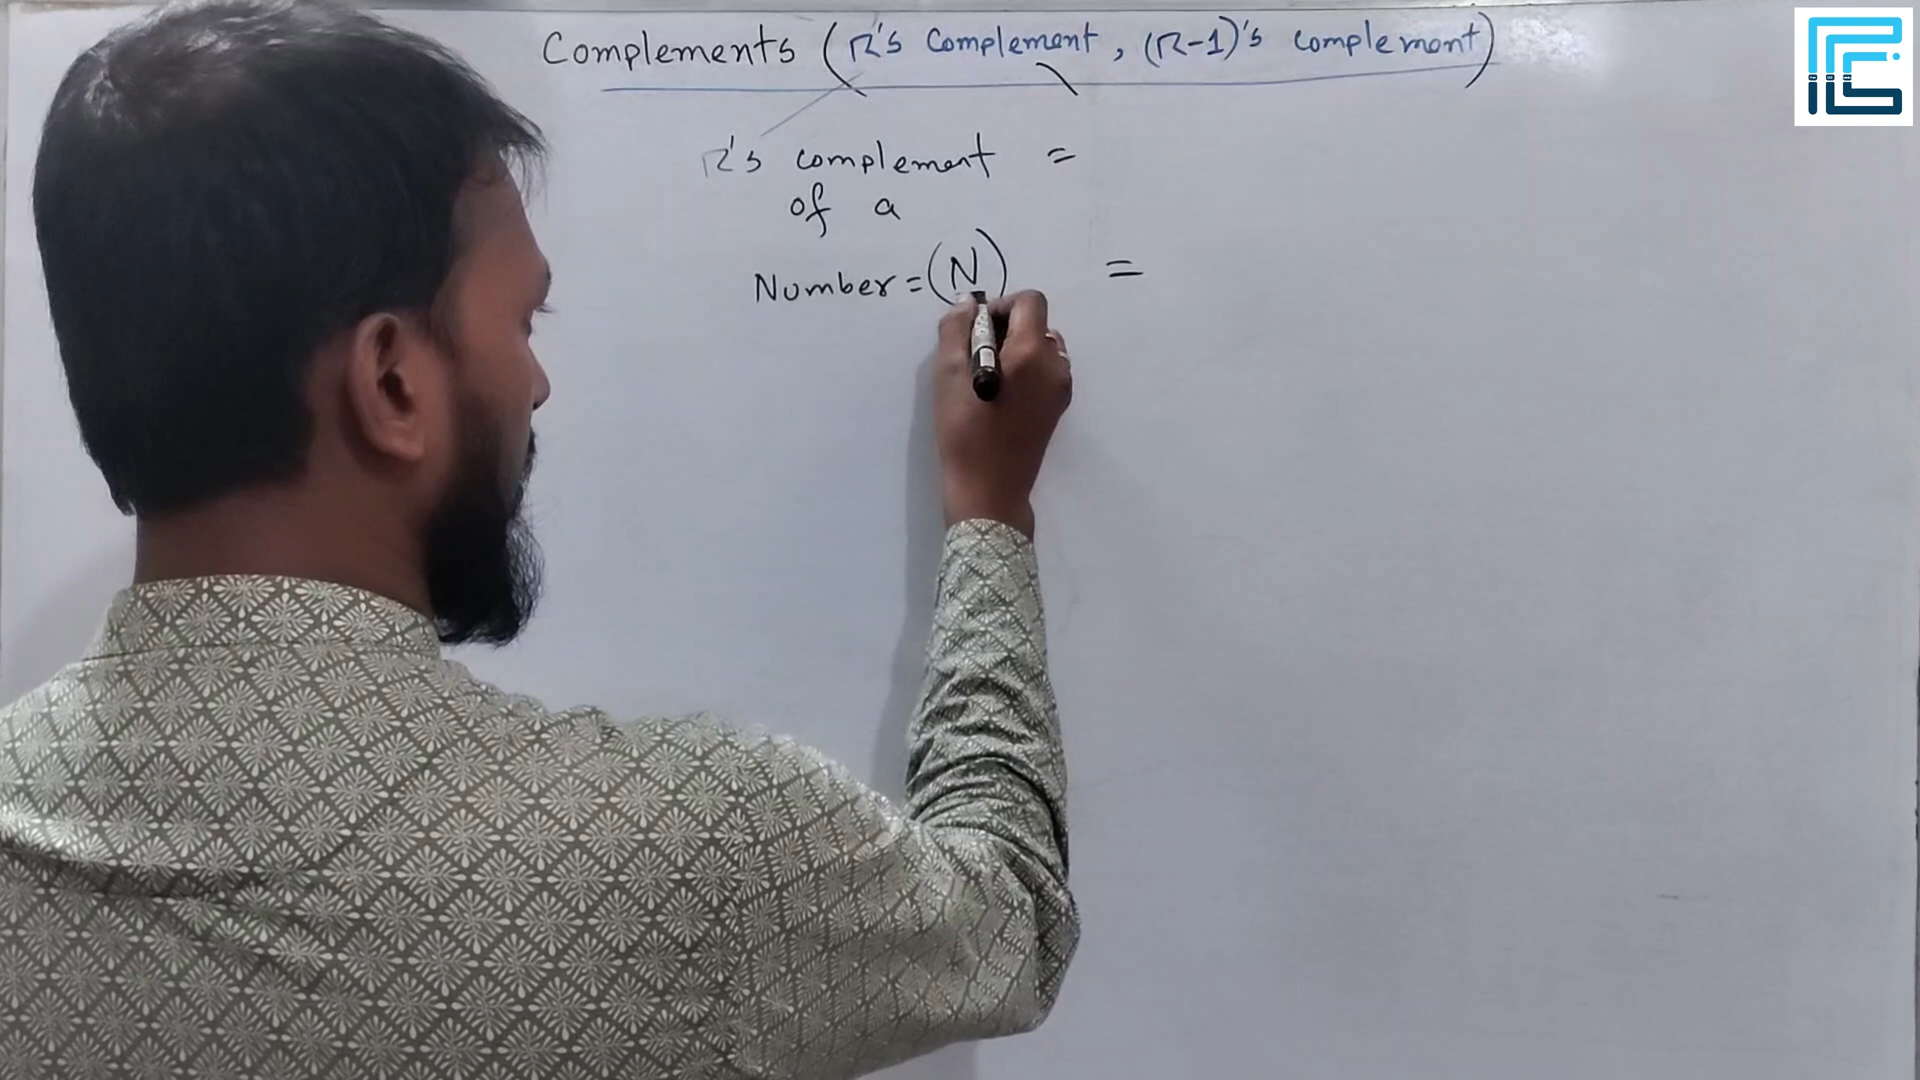 Complements (r's Complement, (r-1)'s complement)
r's complement =
of a
Number = (N) =